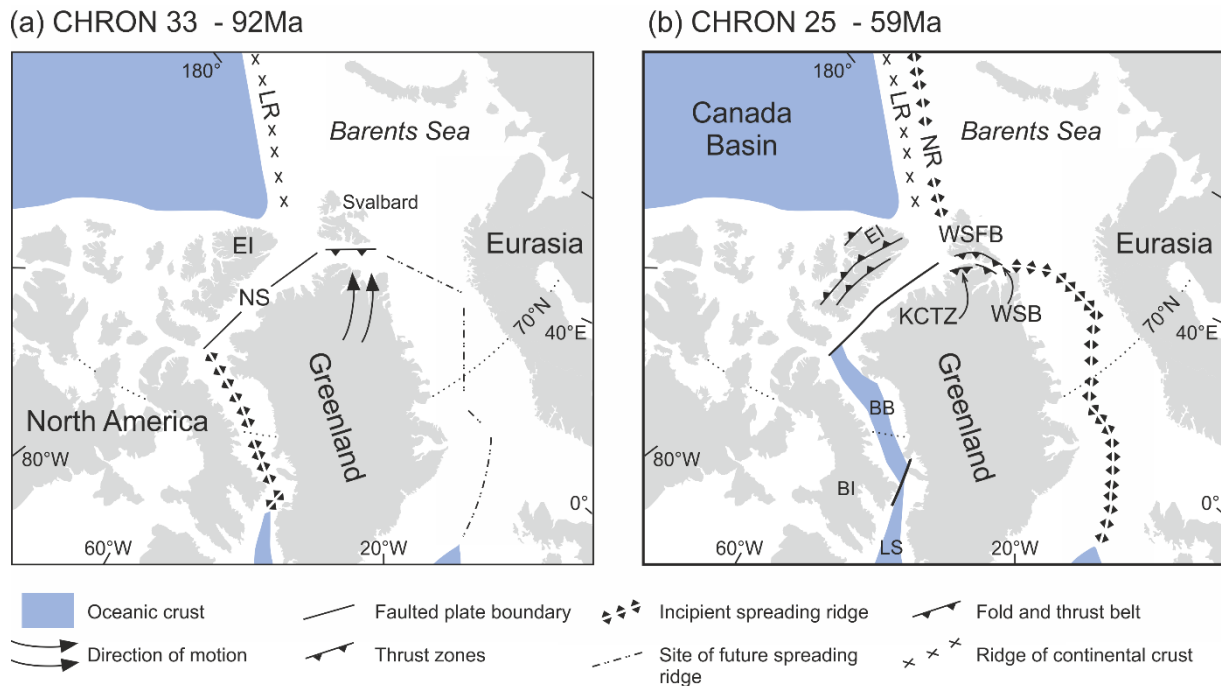 (a) CHRON 33 - 92Ma
180°
LR
Barents Sea
Svalbard
EI
Eurasia
NS
70°N
40°E
Greenland
North America
80°W
0°
60°W
20°W
(b) CHRON 25 - 59Ma
180°
LR
NR
Canada
Basin
Barents Sea
EI
WSFB
Eurasia
KCTZ
WSB
70°N
40°E
Greenland
BB
80°W
BI
0°
LS
60°W
20°W
Oceanic crust
Faulted plate boundary
Incipient spreading ridge
Fold and thrust belt
Direction of motion
Thrust zones
Site of future spreading
ridge
Ridge of continental crust